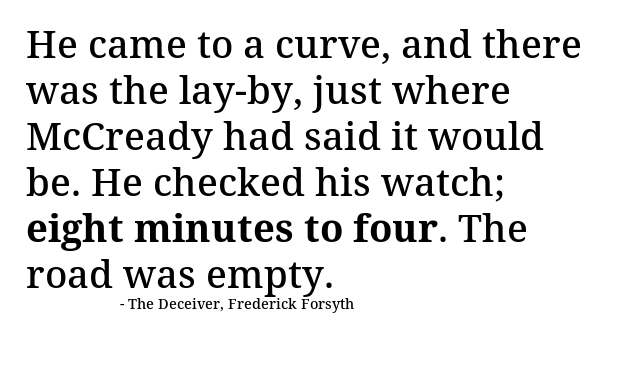 He came to a curve, and there
was the lay-by, just where
McCready had said it would
be. He checked his watch;
eight minutes to four. The
road was empty.
- The Deceiver, Frederick Forsyth